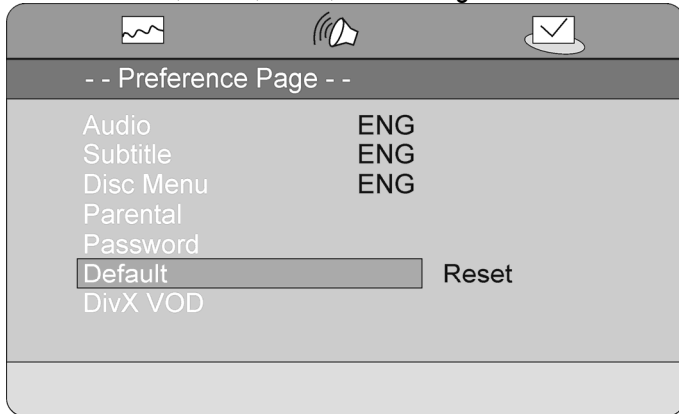 - - Preference Page - -
Audio ENG
Subtitle ENG
Disc Menu ENG
Parental
Password
Default Reset
DivX VOD